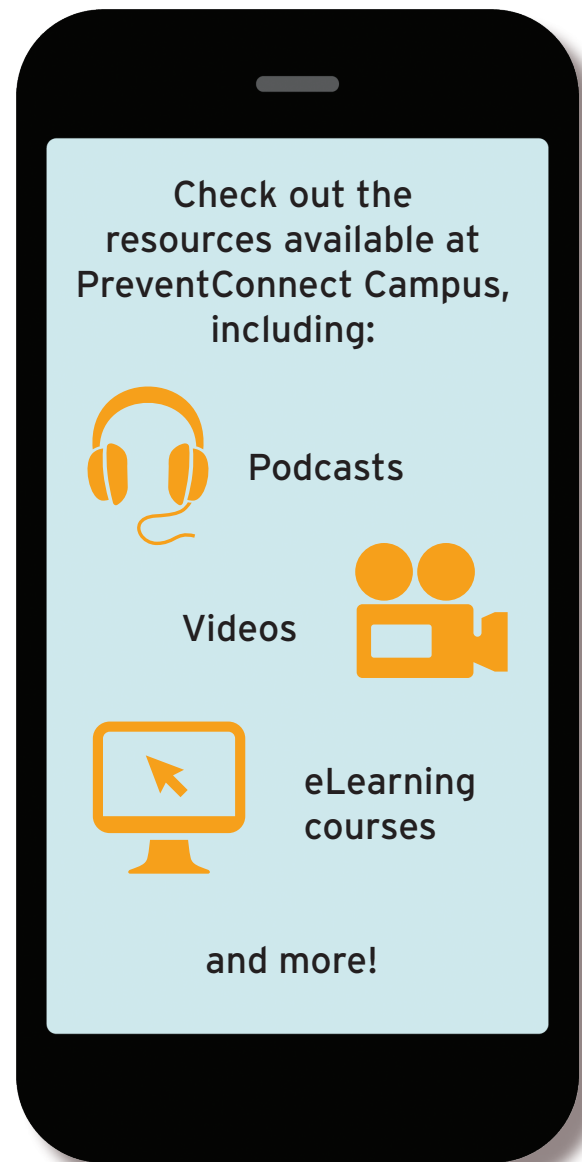 Check out the
resources available at
PreventConnect Campus,
including:
Podcasts
Videos
eLearning
courses
and more!